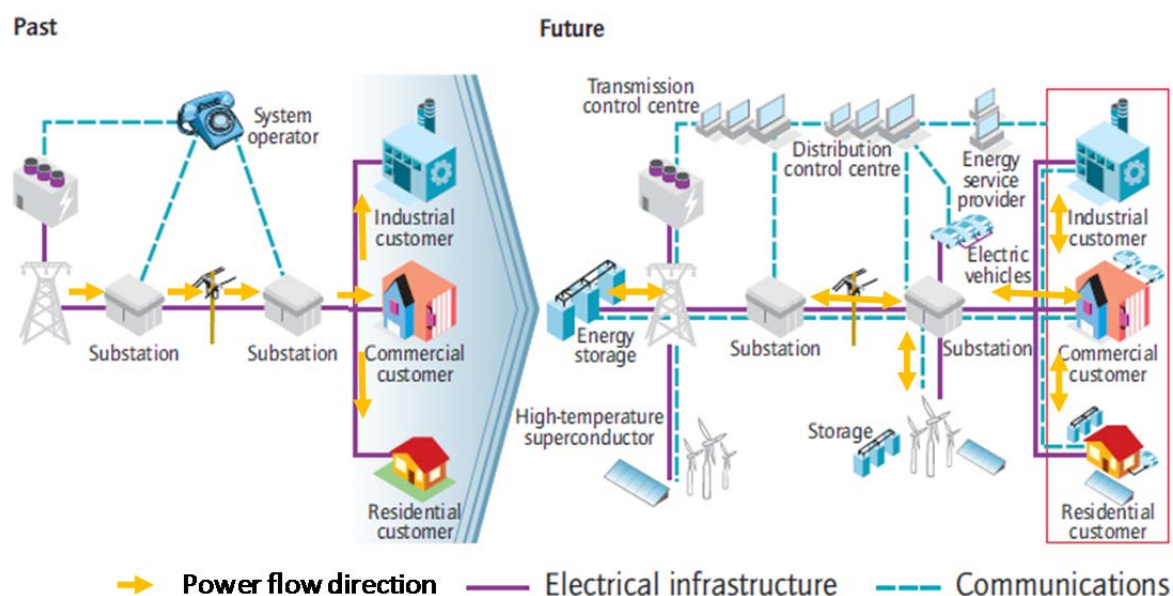 Past
System
operator
Substation
Substation
Industrial
customer
Commercial
customer
Residential
customer
Future
Transmission
control centre
Distribution
control centre
Energy
service
provider
Electric
vehicles
Industrial
customer
Energy
storage
Substation
Substation
Commercial
customer
High-temperature
superconductor
Storage
Residential
customer
Power flow direction
Electrical infrastructure
Communications